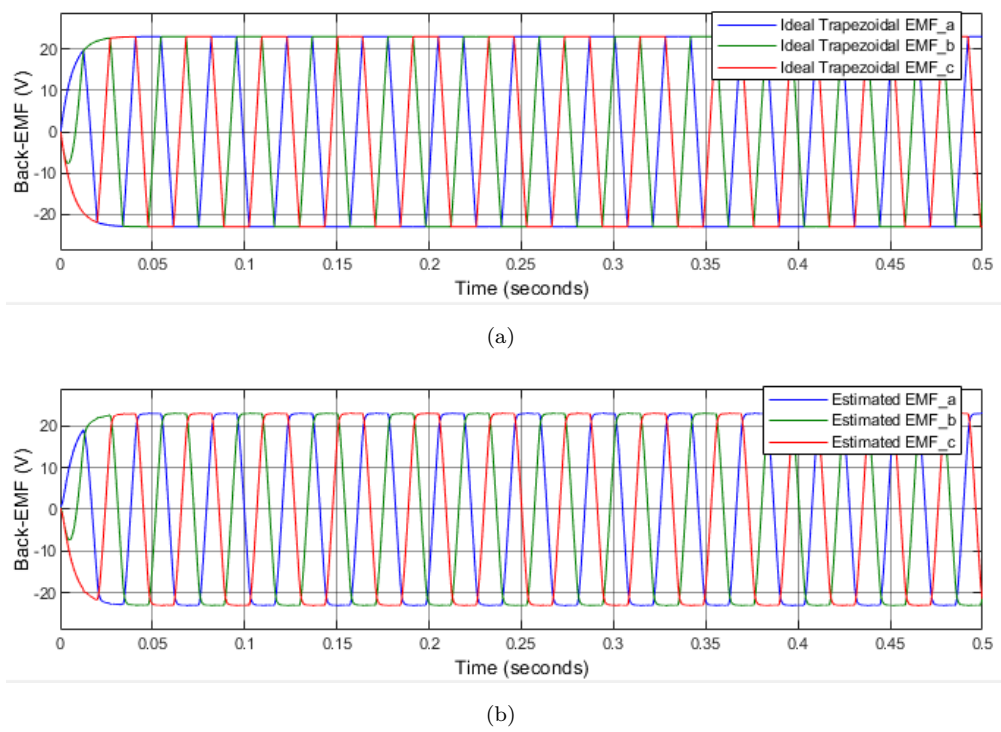 Ideal Trapezoidal EMF_a
Ideal Trapezoidal EMF_b
Ideal Trapezoidal EMF_c
Back-EMF (V)
20
10
0
-10
-20
0 0.05 0.1 0.15 0.2 0.25 0.3 0.35 0.4 0.45 0.5
Time (seconds)
(a)
Estimated EMF_a
Estimated EMF_b
Estimated EMF_c
Back-EMF (V)
20
10
0
-10
-20
0 0.05 0.1 0.15 0.2 0.25 0.3 0.35 0.4 0.45 0.5
Time (seconds)
(b)